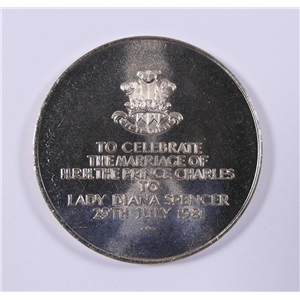 TO CELEBRATE
THE MARRIAGE OF
H.R.H. THE PRINCE CHARLES
TO
LADY DIANA SPENCER
29TH JULY 1981